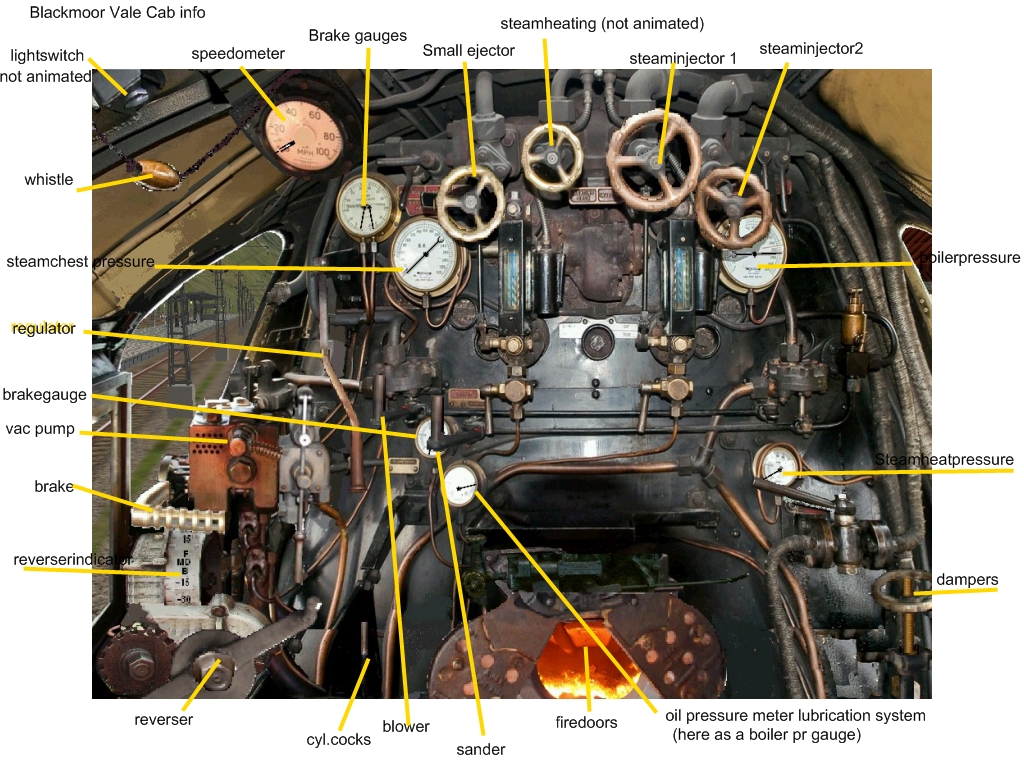 Blackmoor Vale Cab info
steamheating (not animated)
Brake gauges
Small ejector
steaminjector 1
steaminjector2
lightswitch
not animated
speedometer
20
40
60
80
100
MPH
whistle
steamchest pressure
boilerpressure
regulator
brakegauge
vac pump
Steamheatpressure
brake
reverserindicator
15
F
MD
B
-15
-30
dampers
reverser
cyl.cocks
blower
sander
firedoors
oil pressure meter lubrication system
(here as a boiler pr gauge)